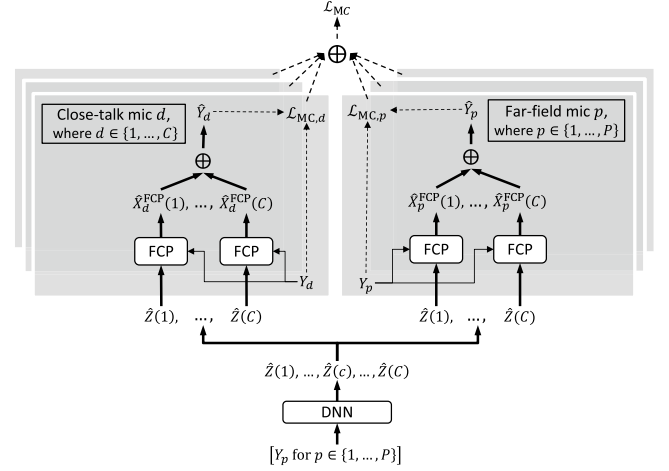 ℒ_MC
⊕
Close-talk mic d,
where d ∈ {1, …, C}
Ŷ_d
ℒ_MC,d
⊕
X̂_d^FCP(1), …, X̂_d^FCP(C)
FCP
FCP
Y_d
Ẑ(1), …, Ẑ(C)
ℒ_MC,p
Ŷ_p
Far-field mic p,
where p ∈ {1, …, P}
⊕
X̂_p^FCP(1), …, X̂_p^FCP(C)
FCP
FCP
Y_p
Ẑ(1), …, Ẑ(C)
Ẑ(1), …, Ẑ(c), …, Ẑ(C)
DNN
[Y_p for p ∈ {1, …, P}]